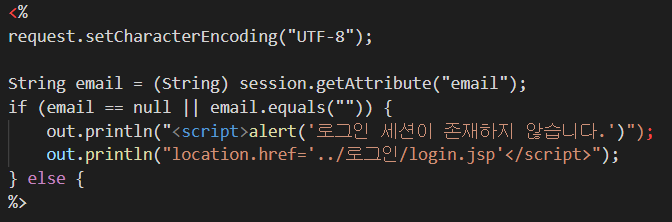 <%
request.setCharacterEncoding("UTF-8");
String email = (String) session.getAttribute("email");
if (email == null || email.equals("")) {
out.println("<script>alert('로그인 세션이 존재하지 않습니다.')");
out.println("location.href='../로그인/login.jsp'</script>");
} else {
%>